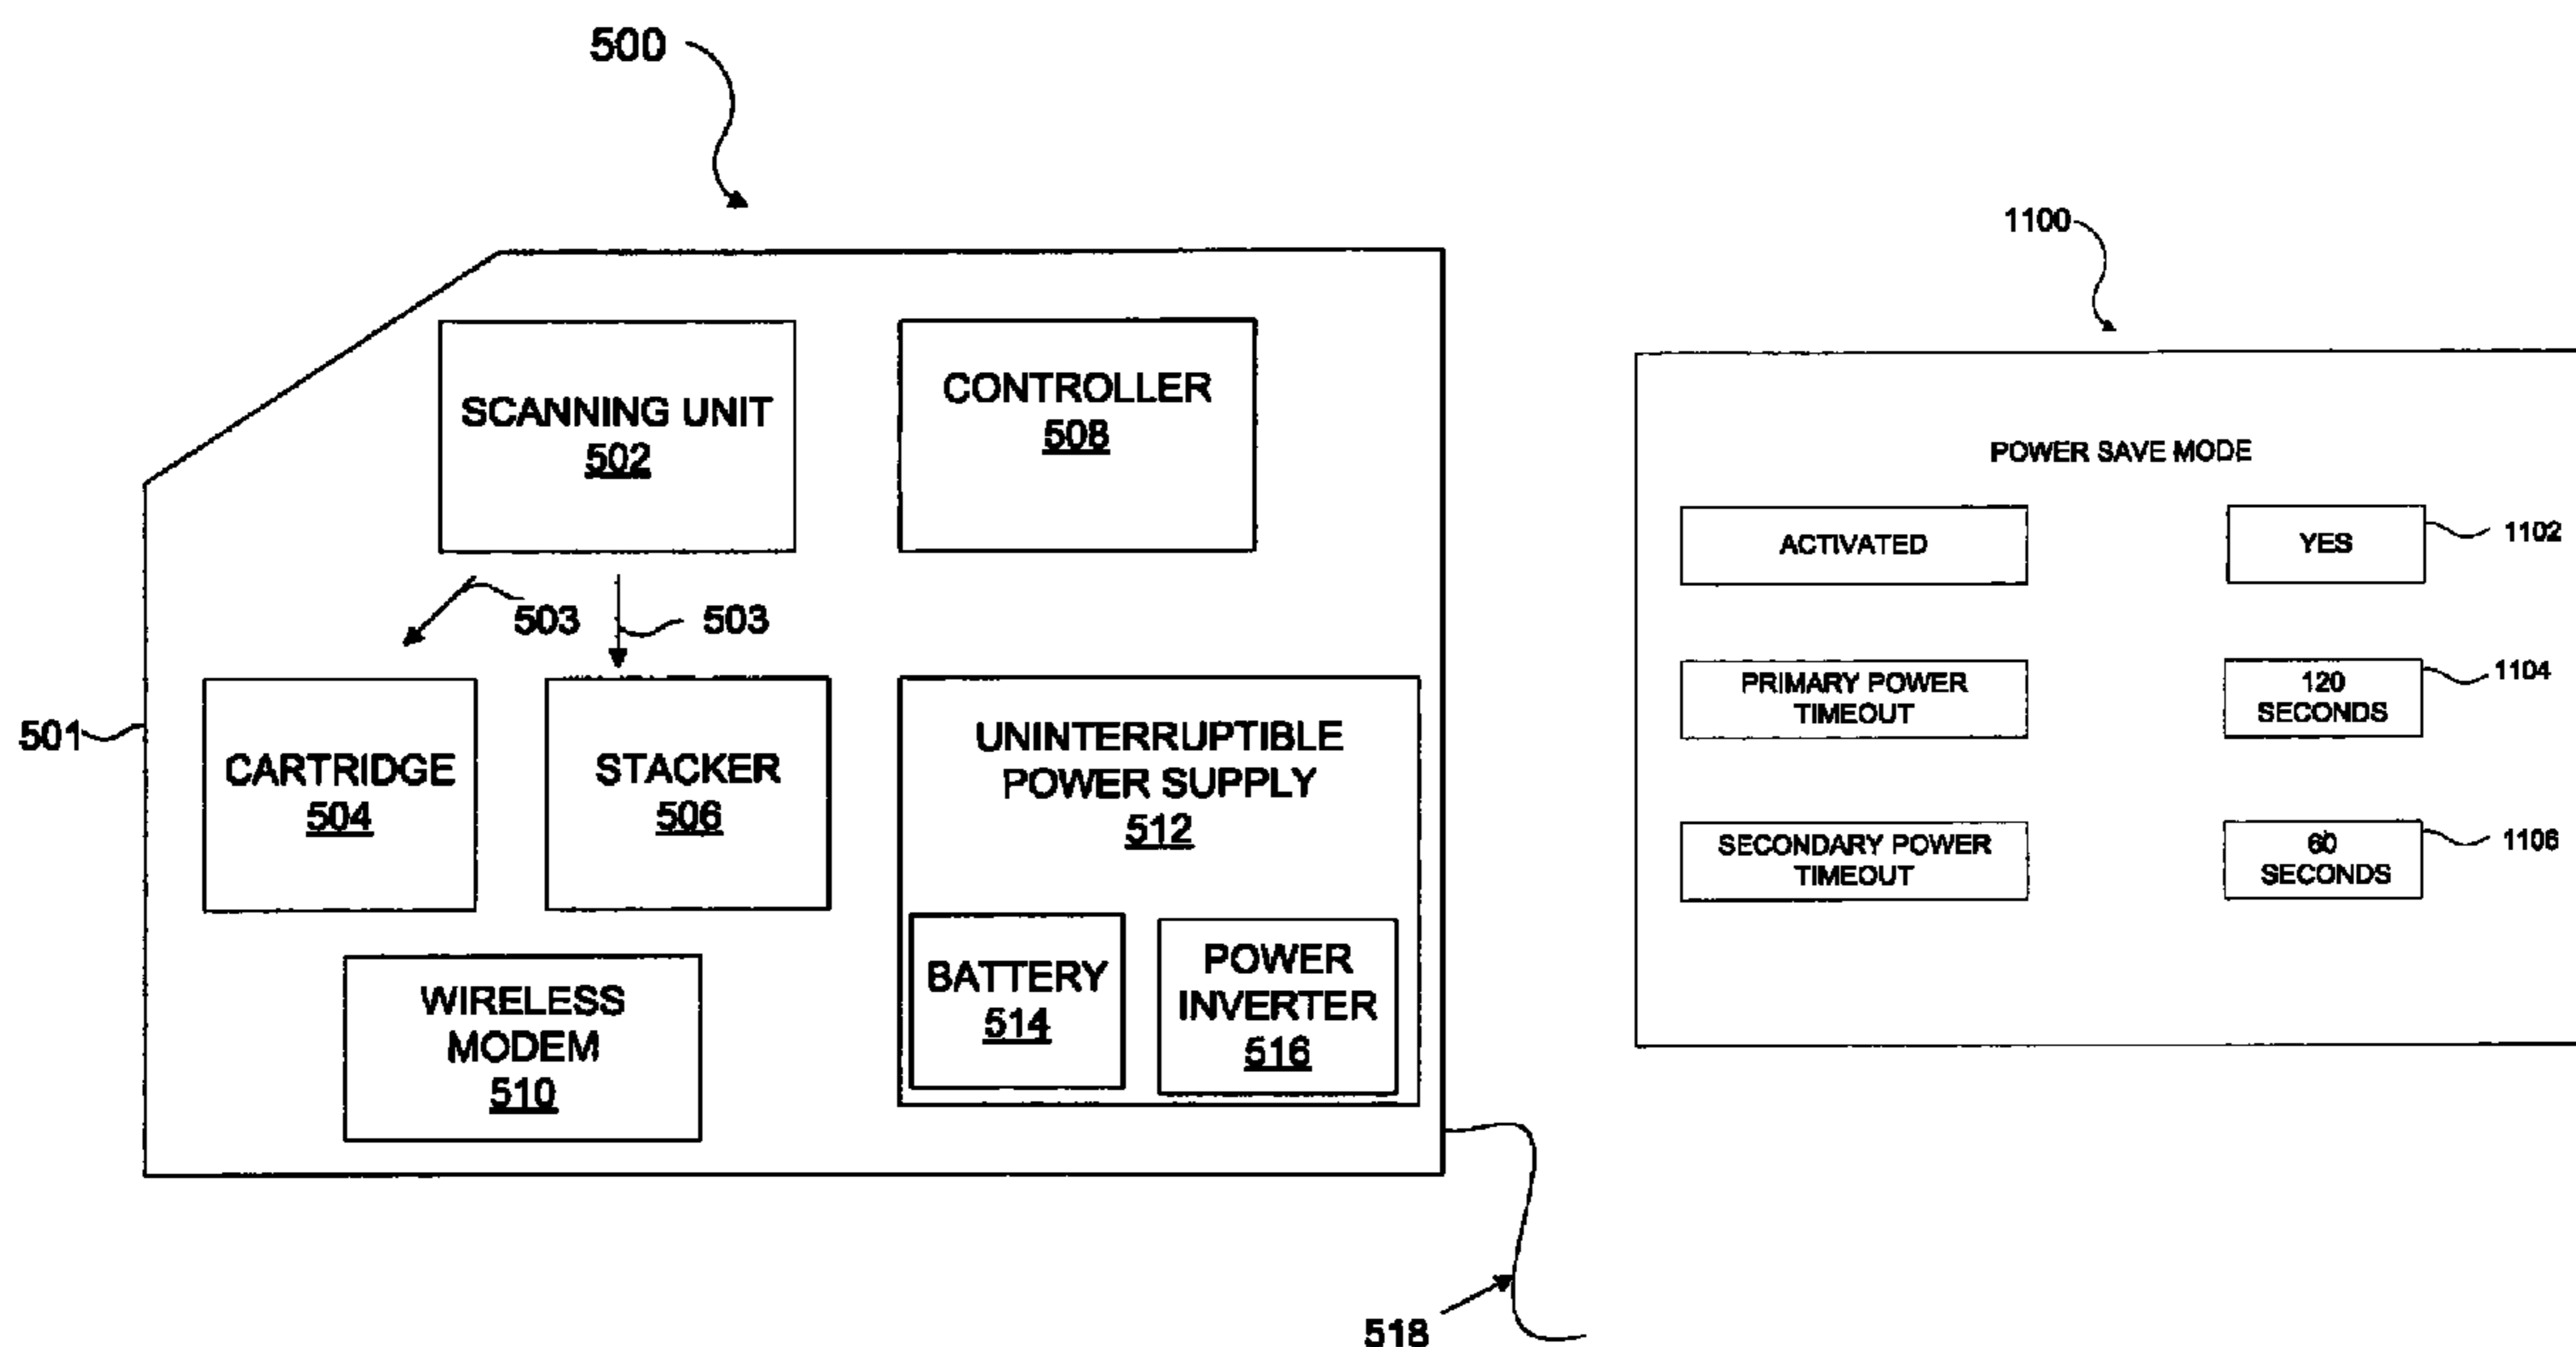 500
SCANNING UNIT
502
CONTROLLER
508
503
503
501
CARTRIDGE
504
STACKER
506
UNINTERRUPTIBLE
POWER SUPPLY
512
BATTERY
514
POWER
INVERTER
516
WIRELESS
MODEM
510
518
1100
POWER SAVE MODE
ACTIVATED
YES
1102
PRIMARY POWER
TIMEOUT
120
SECONDS
1104
SECONDARY POWER
TIMEOUT
60
SECONDS
1106